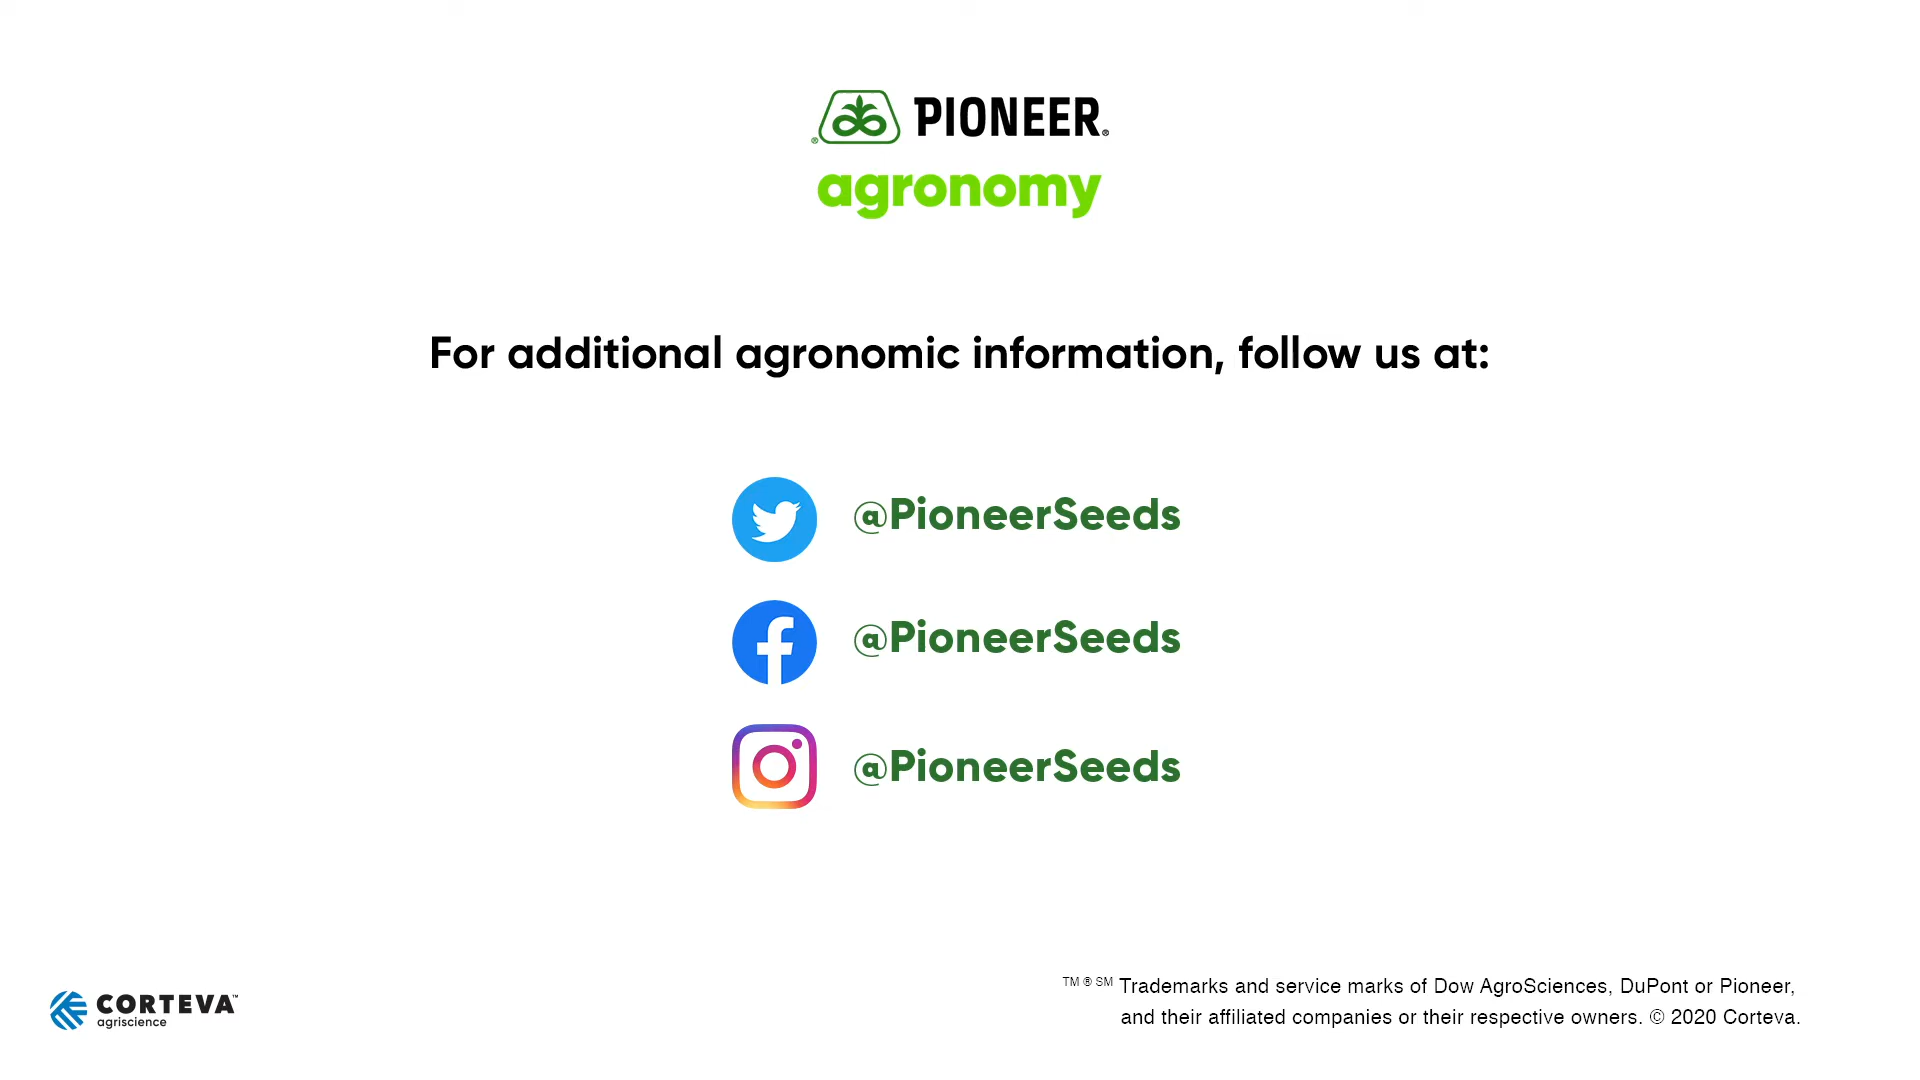 PIONEER®
agronomy
For additional agronomic information, follow us at:
@PioneerSeeds
@PioneerSeeds
@PioneerSeeds
CORTEVA™
agriscience
TM ® SM Trademarks and service marks of Dow AgroSciences, DuPont or Pioneer,
and their affiliated companies or their respective owners. © 2020 Corteva.